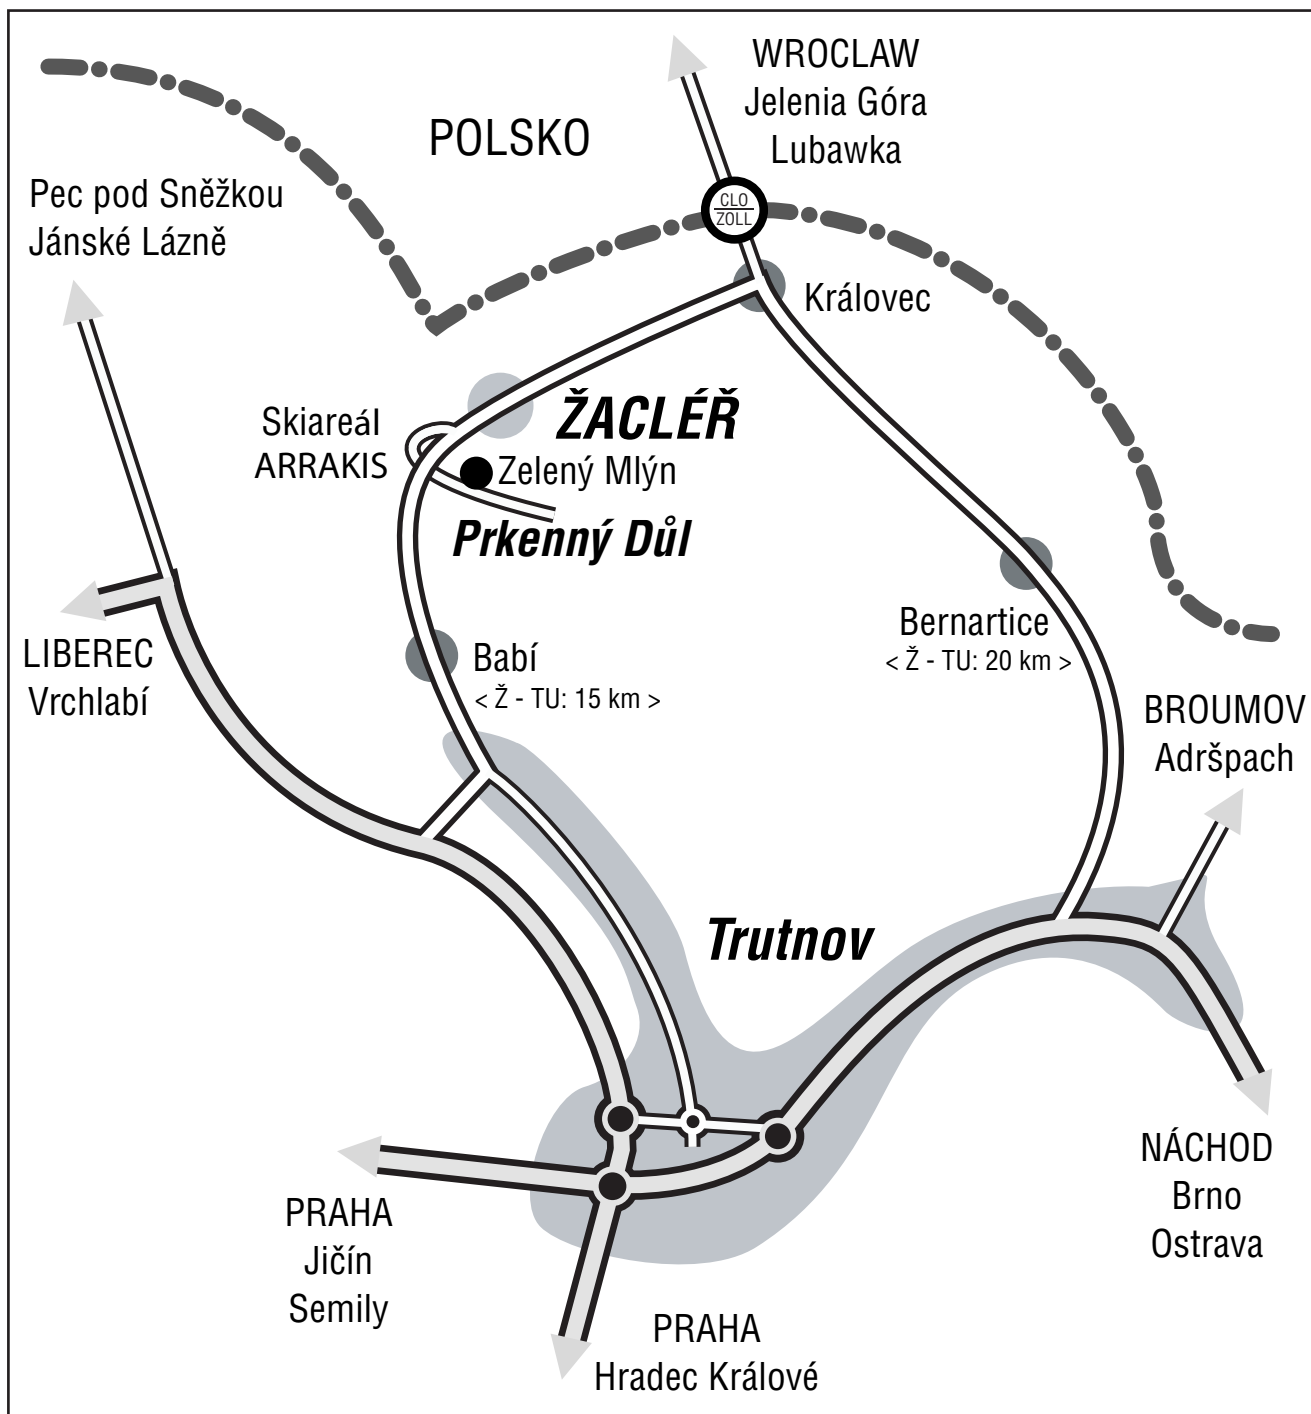 WROCLAW
Jelenia Góra
Lubawka
POLSKO
Pec pod Sněžkou
Jánské Lázně
CLO
ZOLL
Královec
Skiareál
ARRAKIS
ŽACLÉŘ
Zelený Mlýn
Prkenný Důl
Bernartice
< Ž - TU: 20 km >
LIBEREC
Vrchlabí
Babí
< Ž - TU: 15 km >
BROUMOV
Adršpach
Trutnov
NÁCHOD
Brno
Ostrava
PRAHA
Jičín
Semily
PRAHA
Hradec Králové